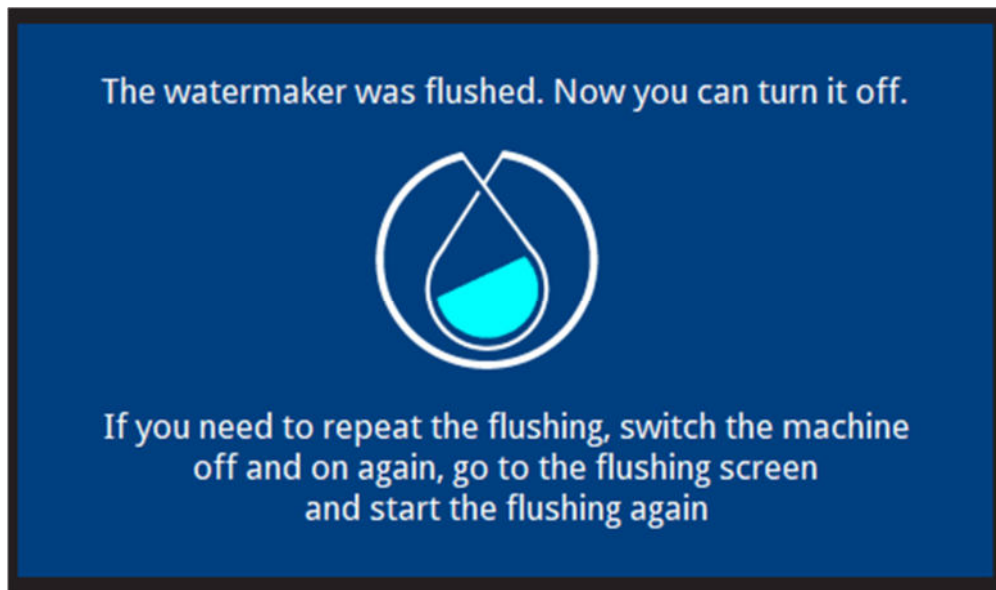 The watermaker was flushed. Now you can turn it off.
If you need to repeat the flushing, switch the machine
off and on again, go to the flushing screen
and start the flushing again